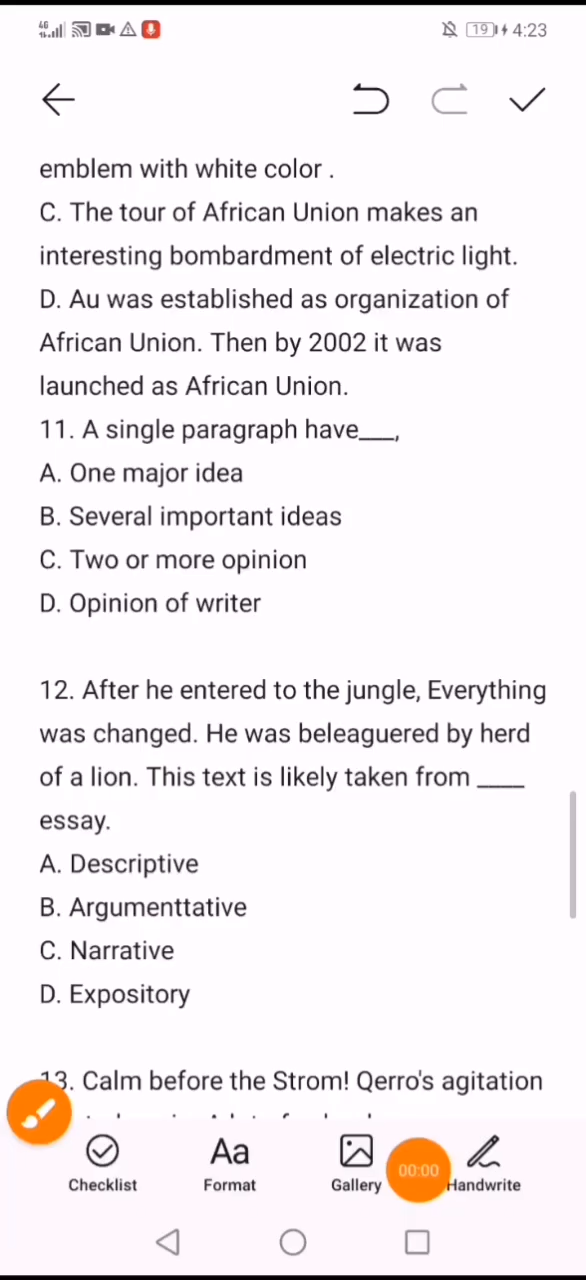 4G
19 4:23
emblem with white color .
C. The tour of African Union makes an
interesting bombardment of electric light.
D. Au was established as organization of
African Union. Then by 2002 it was
launched as African Union.
11. A single paragraph have___,
A. One major idea
B. Several important ideas
C. Two or more opinion
D. Opinion of writer
12. After he entered to the jungle, Everything
was changed. He was beleaguered by herd
of a lion. This text is likely taken from ____
essay.
A. Descriptive
B. Argumenttative
C. Narrative
D. Expository
13. Calm before the Strom! Qerro's agitation
Aa
00:00
Checklist Format Gallery Handwrite